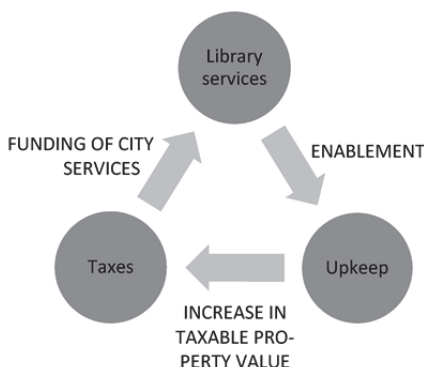 Library
services
FUNDING OF CITY
SERVICES
ENABLEMENT
Taxes
Upkeep
INCREASE IN
TAXABLE PRO-
PERTY VALUE